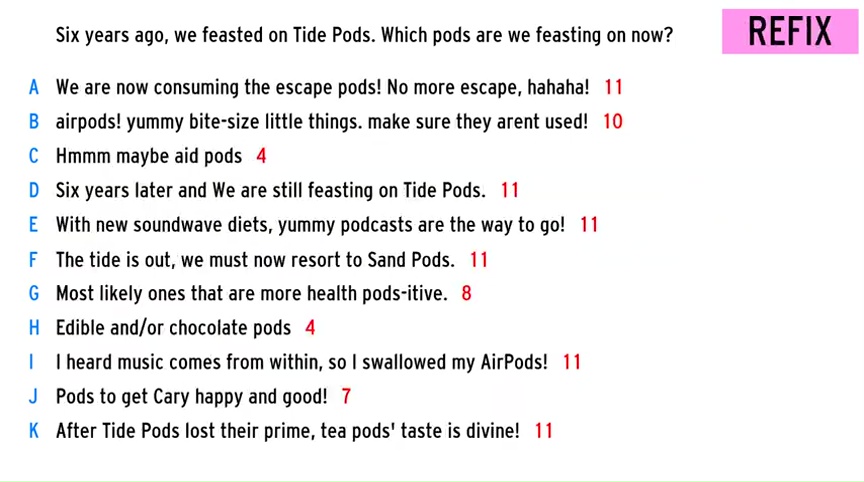 Six years ago, we feasted on Tide Pods. Which pods are we feasting on now?
REFIX
A We are now consuming the escape pods! No more escape, hahaha! 11
B airpods! yummy bite-size little things. make sure they arent used! 10
C Hmmm maybe aid pods 4
D Six years later and We are still feasting on Tide Pods. 11
E With new soundwave diets, yummy podcasts are the way to go! 11
F The tide is out, we must now resort to Sand Pods. 11
G Most likely ones that are more health pods-itive. 8
H Edible and/or chocolate pods 4
I I heard music comes from within, so I swallowed my AirPods! 11
J Pods to get Cary happy and good! 7
K After Tide Pods lost their prime, tea pods' taste is divine! 11